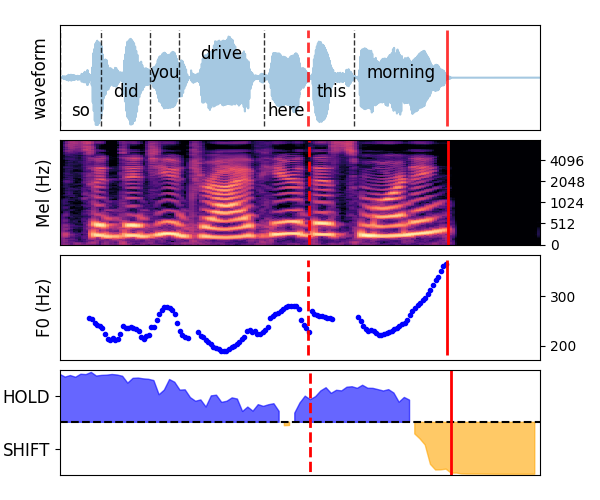 waveform
so did you drive here this morning
Mel (Hz)
4096
2048
1024
512
0
F0 (Hz)
300
200
HOLD
SHIFT